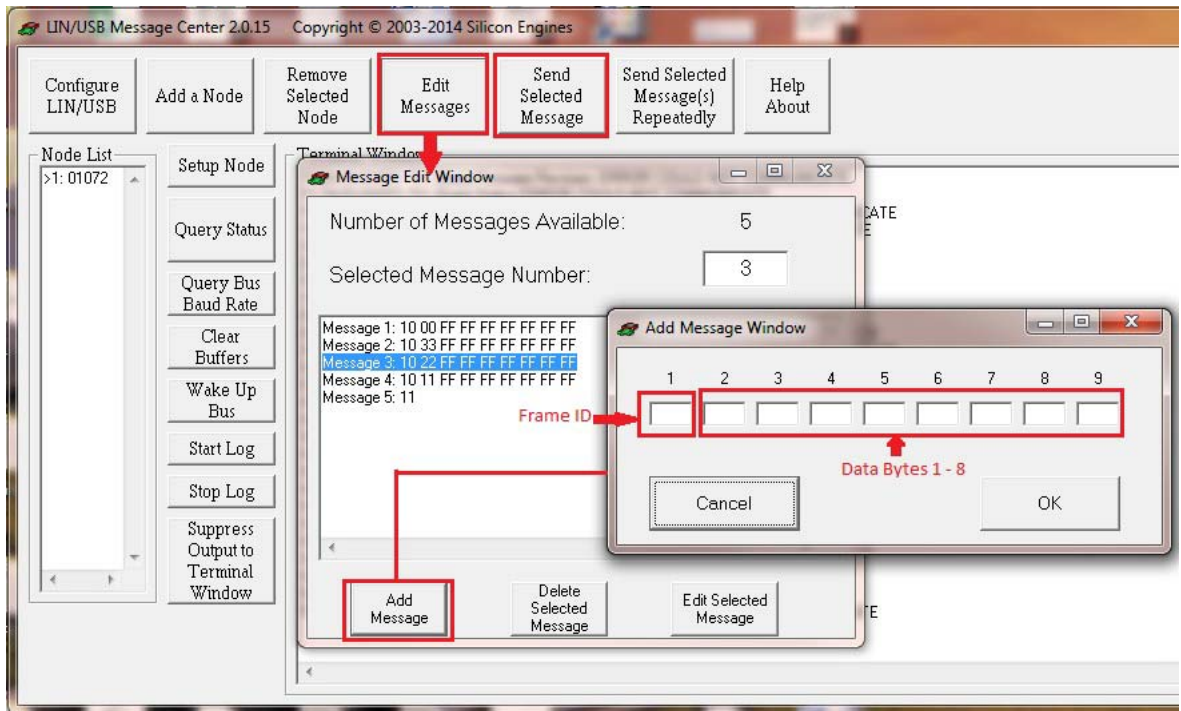 LIN/USB Message Center 2.0.15 Copyright © 2003-2014 Silicon Engines
Configure
LIN/USB
Add a Node
Remove
Selected
Node
Edit
Messages
Send
Selected
Message
Send Selected
Message(s)
Repeatedly
Help
About
Node List
>1: 01072
Setup Node
Query Status
Query Bus
Baud Rate
Clear
Buffers
Wake Up
Bus
Start Log
Stop Log
Suppress
Output to
Terminal
Window
Terminal Window
CATE
E
TE
Message Edit Window
Number of Messages Available: 5
Selected Message Number: 3
Message 1: 10 00 FF FF FF FF FF FF FF
Message 2: 10 33 FF FF FF FF FF FF FF
Message 3: 10 22 FF FF FF FF FF FF FF
Message 4: 10 11 FF FF FF FF FF FF FF
Message 5: 11
Add
Message
Delete
Selected
Message
Edit Selected
Message
Add Message Window
1 2 3 4 5 6 7 8 9
Frame ID
Data Bytes 1 - 8
Cancel
OK